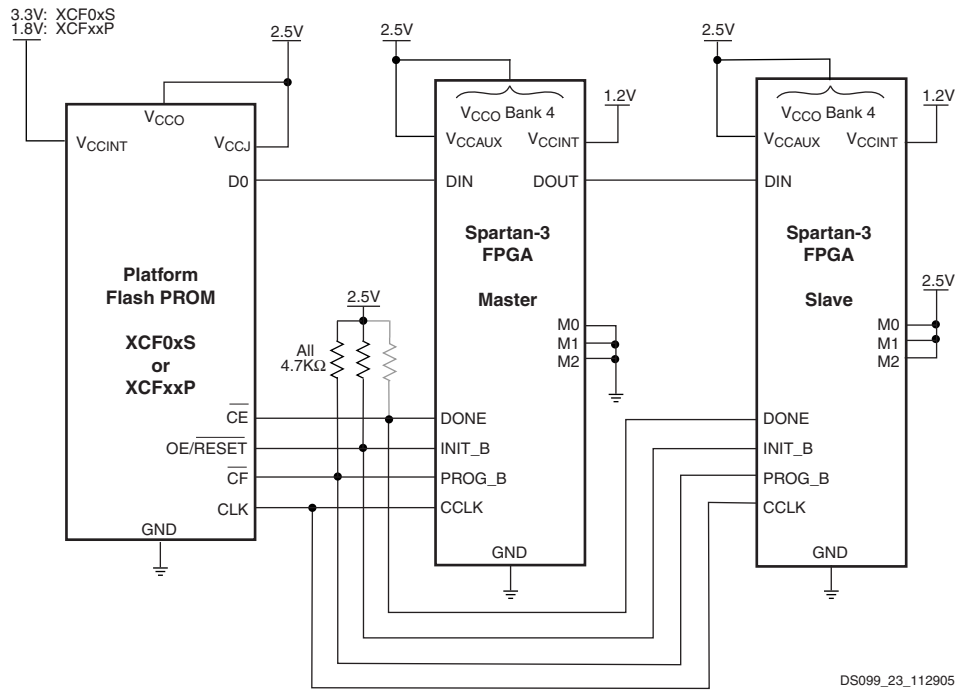 3.3V: XCF0xS
1.8V: XCFxxP
2.5V
2.5V
2.5V
1.2V
1.2V
VCCO
VCCINT
VCCJ
D0
Platform
Flash PROM
XCF0xS
or
XCFxxP
CE
OE/RESET
CF
CLK
GND
2.5V
All
4.7KΩ
VCCO Bank 4
VCCAUX
VCCINT
DIN
DOUT
Spartan-3
FPGA
Master
M0
M1
M2
DONE
INIT_B
PROG_B
CCLK
GND
VCCO Bank 4
VCCAUX
VCCINT
DIN
Spartan-3
FPGA
Slave
2.5V
M0
M1
M2
DONE
INIT_B
PROG_B
CCLK
GND
DS099_23_112905